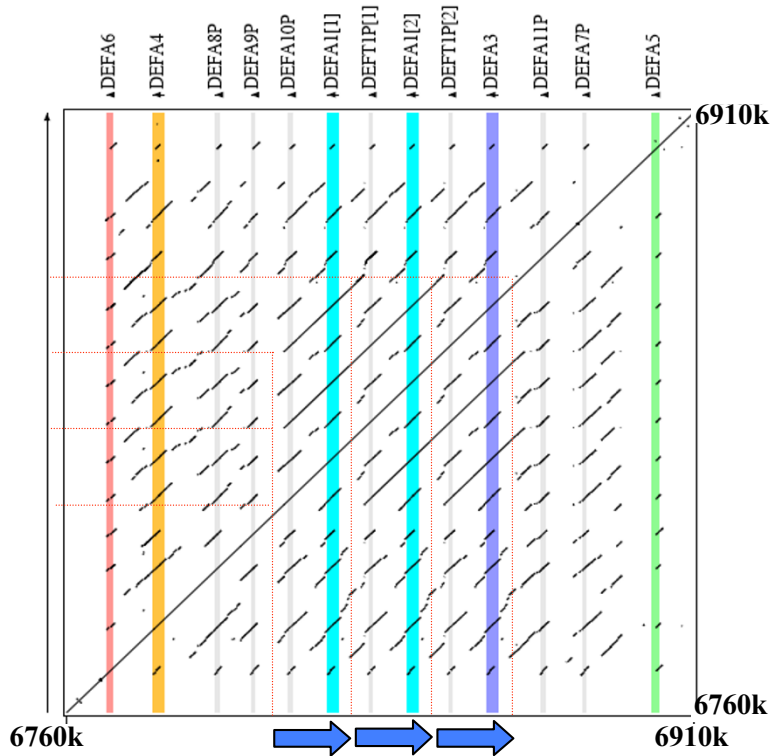 DEFA6
DEFA4
DEFA8P
DEFA9P
DEFA10P
DEFA1[1]
DEFT1P[1]
DEFA1[2]
DEFT1P[2]
DEFA3
DEFA11P
DEFA7P
DEFA5
6910k
6760k
6760k
6910k